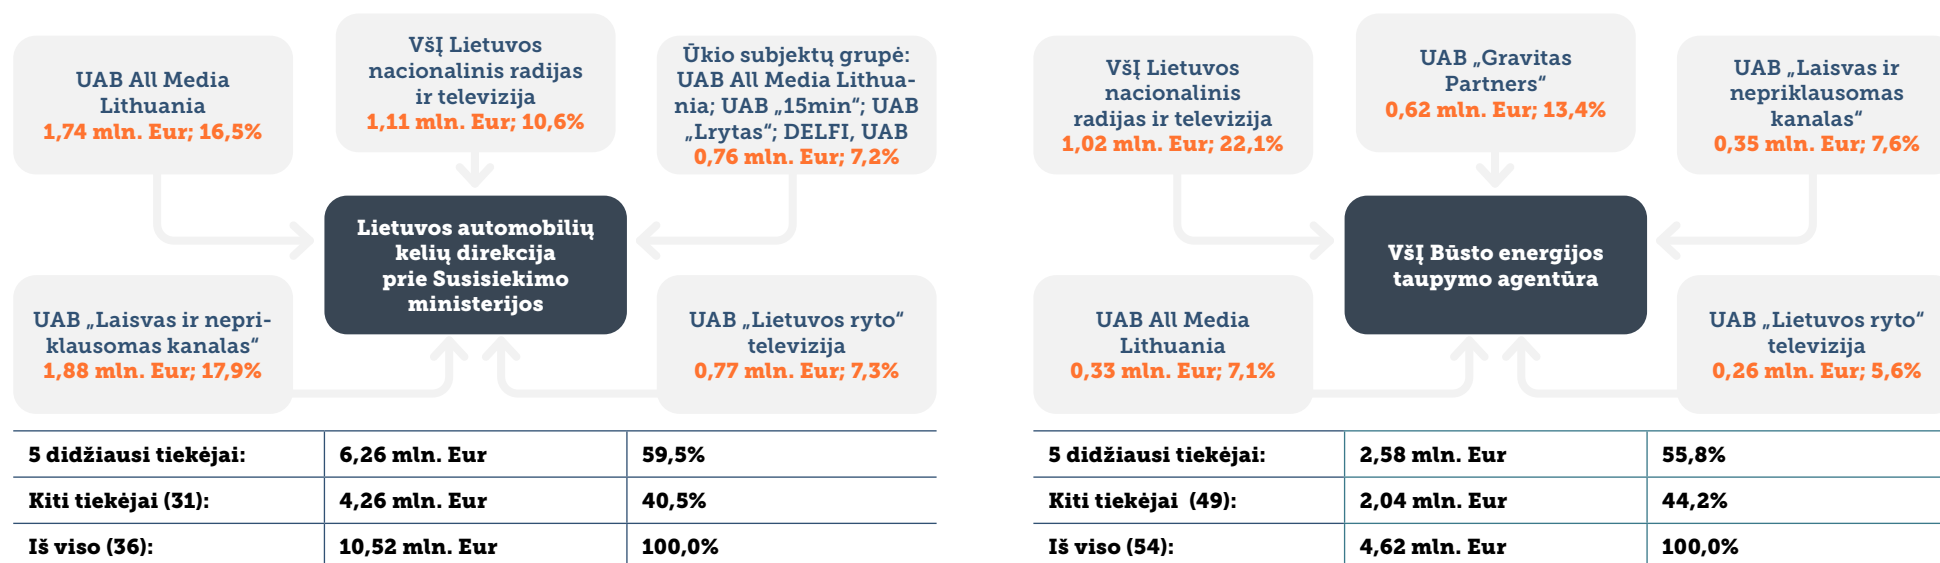 UAB All Media
Lithuania
1,74 mln. Eur; 16,5%
VšĮ Lietuvos
nacionalinis radijas
ir televizija
1,11 mln. Eur; 10,6%
Ūkio subjektų grupė:
UAB All Media Lithua-
nia; UAB „15min“; UAB
„Lrytas“; DELFI, UAB
0,76 mln. Eur; 7,2%
Lietuvos automobilių
kelių direkcija
prie Susisiekimo
ministerijos
UAB „Laisvas ir nepri-
klausomas kanalas“
1,88 mln. Eur; 17,9%
UAB „Lietuvos ryto“
televizija
0,77 mln. Eur; 7,3%
5 didžiausi tiekėjai: 6,26 mln. Eur 59,5%
Kiti tiekėjai (31): 4,26 mln. Eur 40,5%
Iš viso (36): 10,52 mln. Eur 100,0%
VšĮ Lietuvos
nacionalinis
radijas ir televizija
1,02 mln. Eur; 22,1%
UAB „Gravitas
Partners“
0,62 mln. Eur; 13,4%
UAB „Laisvas ir
nepriklausomas
kanalas“
0,35 mln. Eur; 7,6%
VšĮ Būsto energijos
taupymo agentūra
UAB All Media
Lithuania
0,33 mln. Eur; 7,1%
UAB „Lietuvos ryto“
televizija
0,26 mln. Eur; 5,6%
5 didžiausi tiekėjai: 2,58 mln. Eur 55,8%
Kiti tiekėjai (49): 2,04 mln. Eur 44,2%
Iš viso (54): 4,62 mln. Eur 100,0%